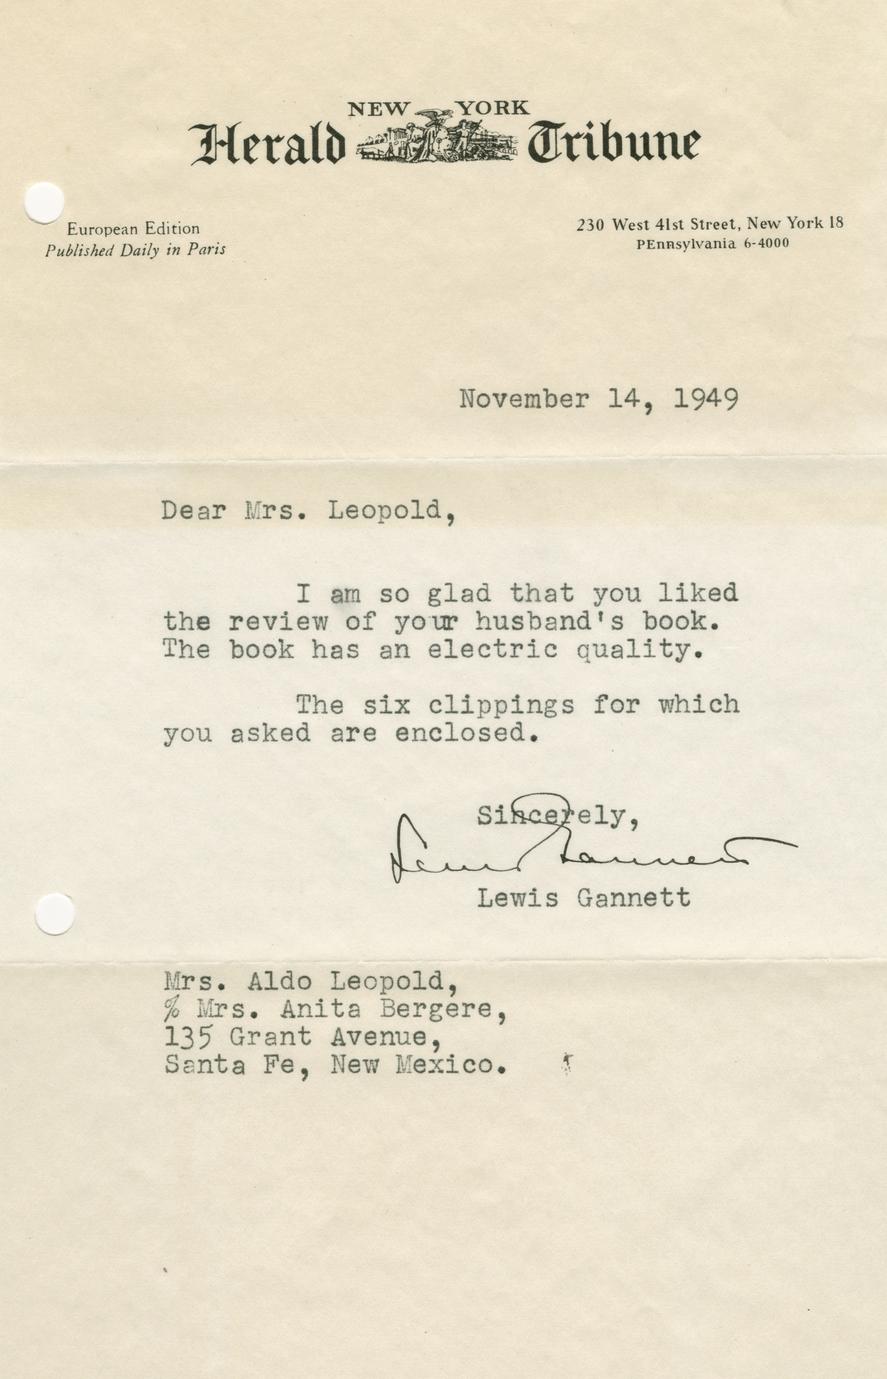 NEW YORK
Herald Tribune
European Edition
Published Daily in Paris
230 West 41st Street, New York 18
PEnnsylvania 6-4000
November 14, 1949
Dear Mrs. Leopold,
I am so glad that you liked
the review of your husband's book.
The book has an electric quality.
The six clippings for which
you asked are enclosed.
Sincerely,
Lewis Gannett
Lewis Gannett
Mrs. Aldo Leopold,
% Mrs. Anita Bergere,
135 Grant Avenue,
Santa Fe, New Mexico.